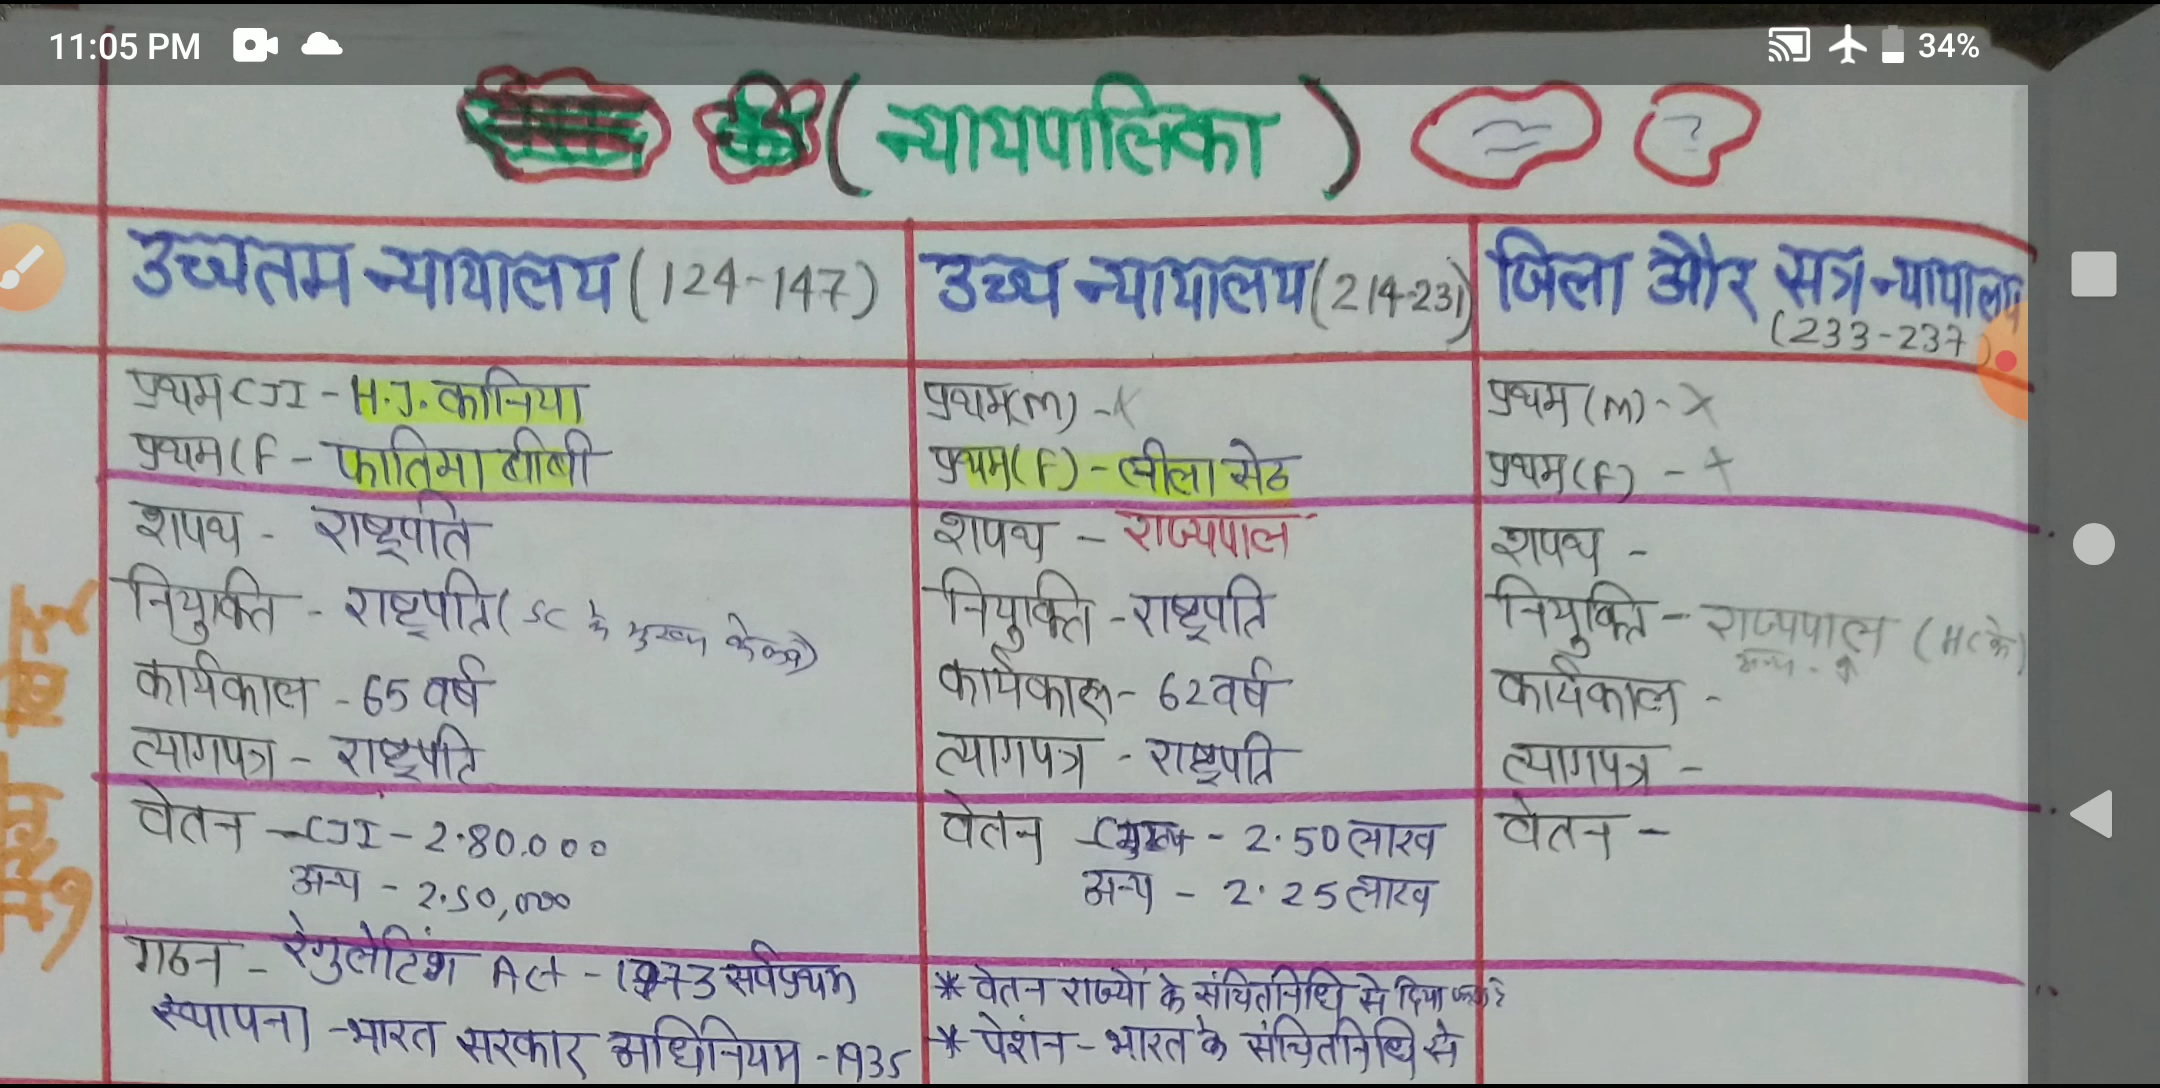 11:05 PM
34%
( न्यायपालिका )
?
उच्चतम न्यायालय (124-147)
उच्च न्यायालय (214-231)
जिला और सत्र न्यायालय
(233-237)
प्रथम CJI - H.J. कानिया
प्रथम (F - फातिमा बीबी
शपथ - राष्ट्रपति
नियुक्ति - राष्ट्रपति ( SC के मुख्य
कार्यकाल - 65 वर्ष
त्यागपत्र - राष्ट्रपति
वेतन - CJI - 2.80.000
अन्य - 2.50,000
गठन - रेगुलेटिंग Act - 1773 सर्वप्रथम
स्थापना - भारत सरकार अधिनियम - 1935
प्रथम(m) - x
प्रथम(F) - लीला सेठ
शपथ - राज्यपाल
नियुक्ति - राष्ट्रपति
कार्यकाल - 62 वर्ष
त्यागपत्र - राष्ट्रपति
वेतन - मुख्य - 2.50 लाख
अन्य - 2.25 लाख
* वेतन राज्यों के संचितनिधि से दिया
* पेंशन - भारत के संचितनिधि से
प्रथम (m) - x
प्रथम (F) - x
शपथ -
नियुक्ति - राज्यपाल (HC के)
कार्यकाल -
त्यागपत्र -
वेतन -